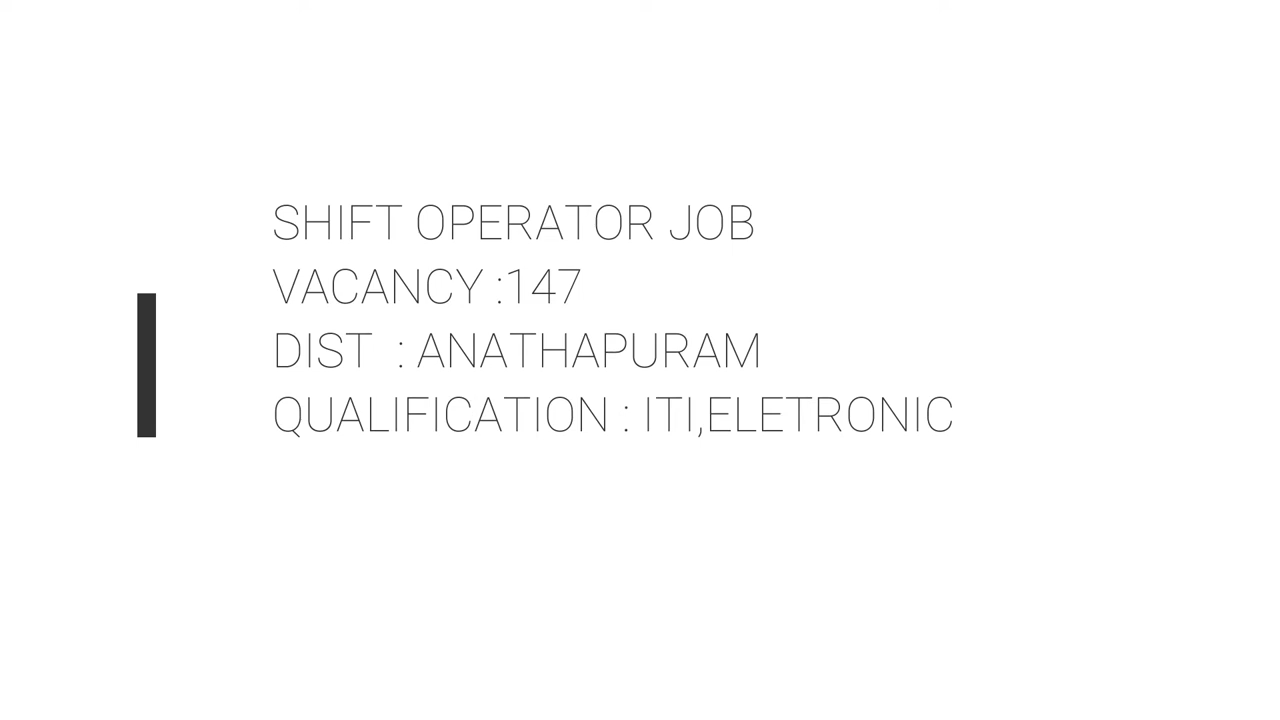 SHIFT OPERATOR JOB
VACANCY :147
DIST  : ANATHAPURAM
QUALIFICATION : ITI,ELETRONIC